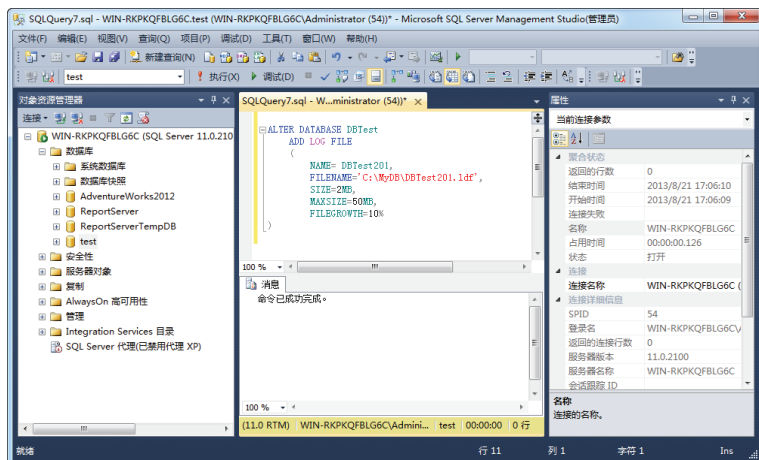 SQLQuery7.sql - WIN-RKPKQFBLG6C.test (WIN-RKPKQFBLG6C\Administrator (54))* - Microsoft SQL Server Management Studio(管理员)
文件(F) 编辑(E) 视图(V) 查询(Q) 项目(P) 调试(D) 工具(T) 窗口(W) 帮助(H)
新建查询(N)
test 执行(X) 调试(D)
对象资源管理器
连接
WIN-RKPKQFBLG6C (SQL Server 11.0.210
数据库
系统数据库
数据库快照
AdventureWorks2012
ReportServer
ReportServerTempDB
test
安全性
服务器对象
复制
AlwaysOn 高可用性
管理
Integration Services 目录
SQL Server 代理(已禁用代理 XP)
SQLQuery7.sql - W...ministrator (54))*
ALTER DATABASE DBTest
ADD LOG FILE
(
NAME= DBTest201,
FILENAME='C:\MyDB\DBTest201.ldf',
SIZE=2MB,
MAXSIZE=50MB,
FILEGROWTH=10%
)
100 %
消息
命令已成功完成。
100 %
(11.0 RTM) WIN-RKPKQFBLG6C\Admini... test 00:00:00 0 行
属性
当前连接参数
聚合状态
返回的行数 0
结束时间 2013/8/21 17:06:10
开始时间 2013/8/21 17:06:09
连接失败
名称 WIN-RKPKQFBLG6C
占用时间 00:00:00.126
状态 打开
连接
连接名称 WIN-RKPKQFBLG6C (
连接详细信息
SPID 54
登录名 WIN-RKPKQFBLG6C\
返回的连接行数 0
服务器版本 11.0.2100
服务器名称 WIN-RKPKQFBLG6C
会话跟踪 ID
名称
连接的名称。
就绪 行 11 列 1 字符 1 Ins